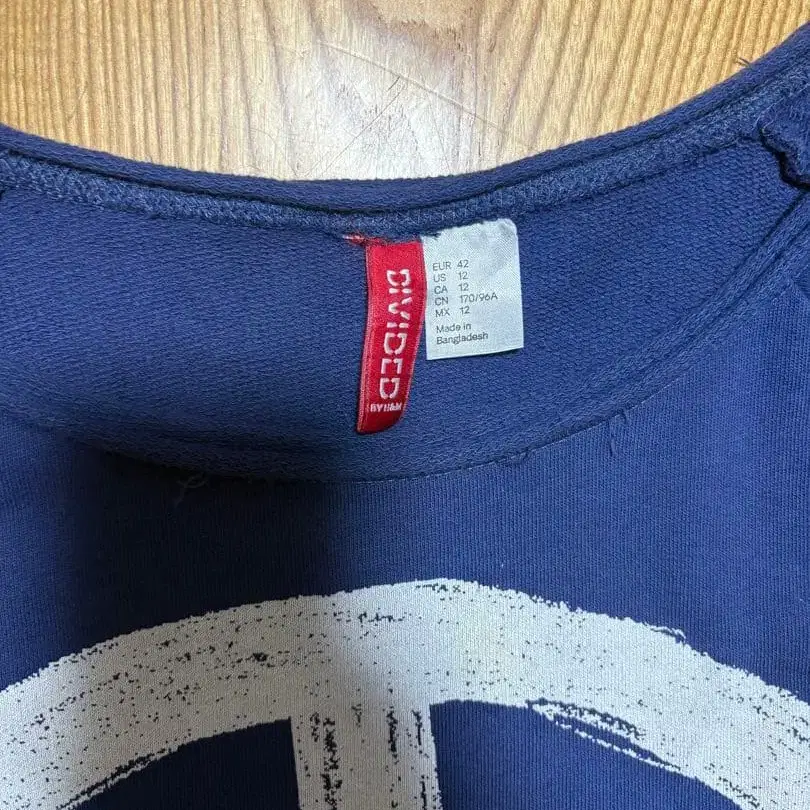 DIVIDED
BY H&M
EUR 42
US 12
CA 12
CN 170/96A
MX 12
Made in
Bangladesh